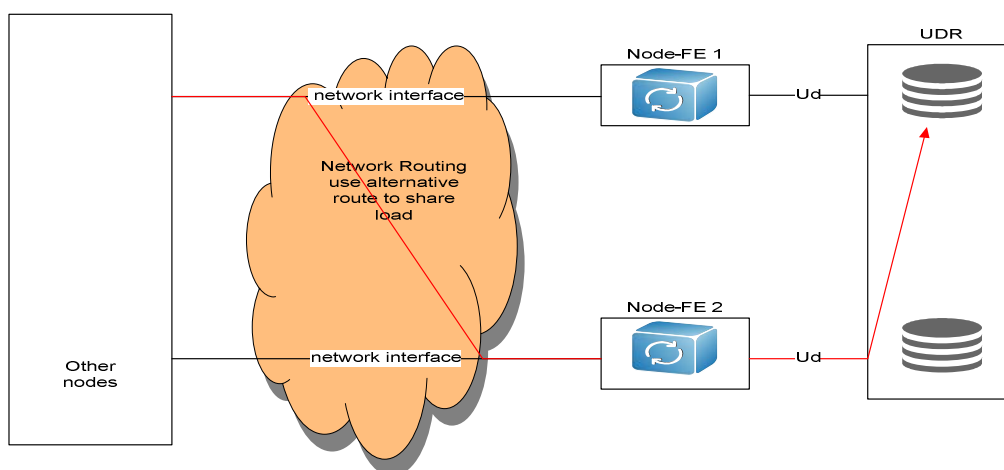 UDR
Node-FE 1
network interface
Ud
Network Routing
use alternative
route to share
load
Node-FE 2
network interface
Ud
Other
nodes